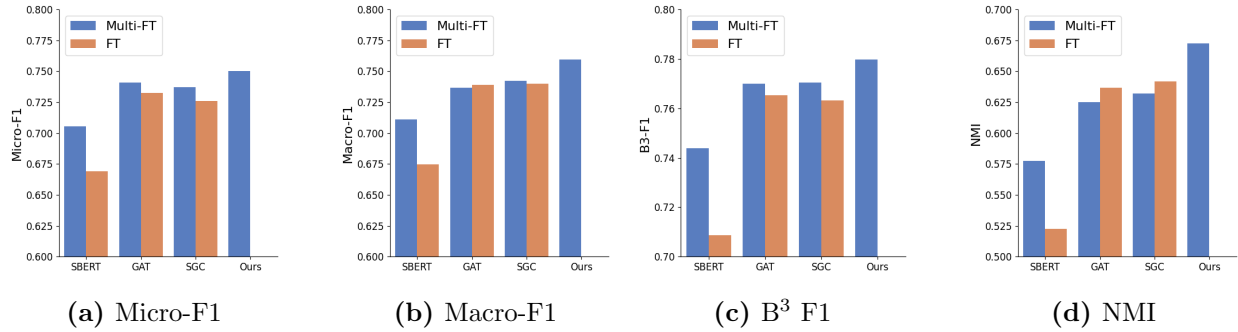 0.800
0.775
0.750
0.725
0.700
0.675
0.650
0.625
0.600
Micro-F1
Multi-FT
FT
SBERT GAT SGC Ours
(a) Micro-F1
0.800
0.775
0.750
0.725
0.700
0.675
0.650
0.625
0.600
Macro-F1
Multi-FT
FT
SBERT GAT SGC Ours
(b) Macro-F1
0.80
0.78
0.76
0.74
0.72
0.70
B3-F1
Multi-FT
FT
SBERT GAT SGC Ours
(c) B³ F1
0.700
0.675
0.650
0.625
0.600
0.575
0.550
0.525
0.500
NMI
Multi-FT
FT
SBERT GAT SGC Ours
(d) NMI